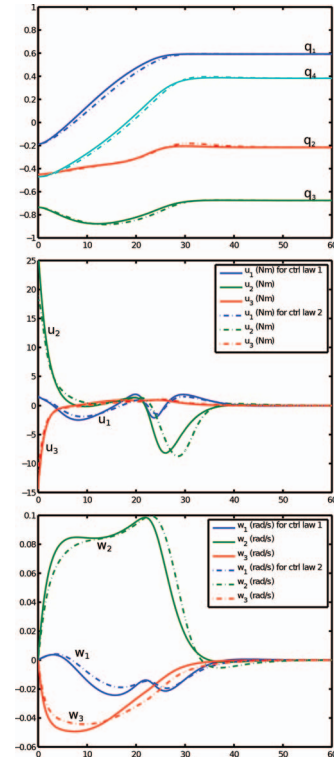 1
0.8
0.6
q₁
0.4
q₄
0.2
0
-0.2
q₂
-0.4
-0.6
q₃
-0.8
-1
0 10 20 30 40 50 60
25
u₁ (Nm) for ctrl law 1
20
u₂ (Nm)
u₃ (Nm)
u₁ (Nm) for ctrl law 2
15
u₂ (Nm)
u₂
u₃ (Nm)
10
5
0
u₁
-5
u₃
-10
-15
0 10 20 30 40 50 60
0.1
w₁ (rad/s) for ctrl law 1
w₂ (rad/s)
0.08
w₂
w₃ (rad/s)
w₁ (rad/s) for ctrl law 2
0.06
w₂ (rad/s)
w₃ (rad/s)
0.04
0.02
w₁
0
-0.02
-0.04
w₃
-0.06
0 10 20 30 40 50 60